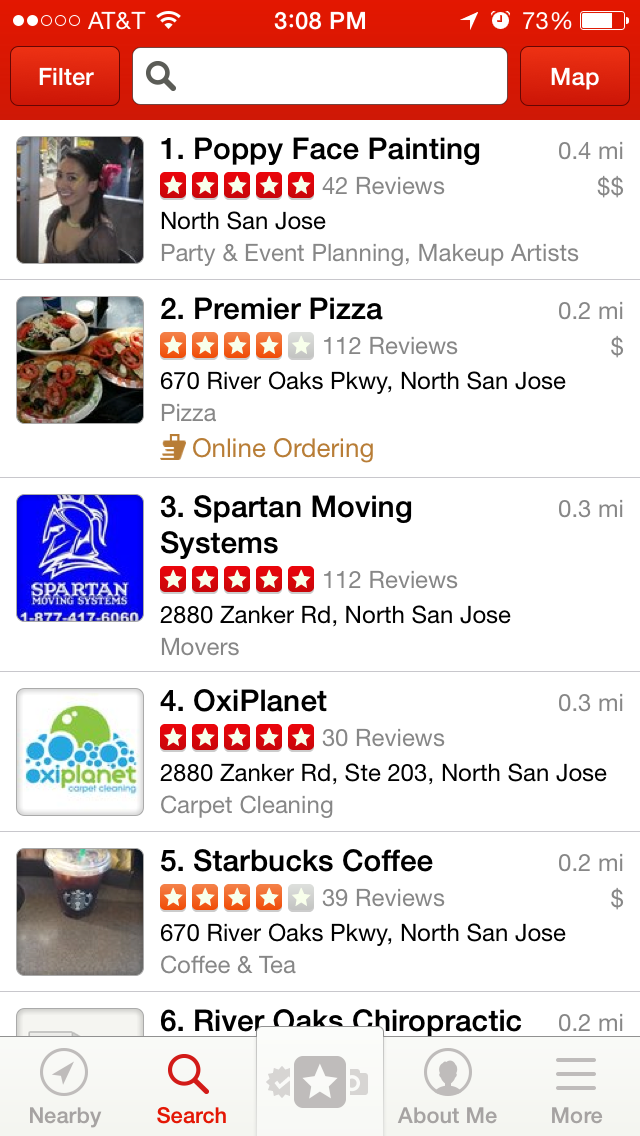 AT&T 3:08 PM 73%
Filter Map
1. Poppy Face Painting 0.4 mi
42 Reviews $$
North San Jose
Party & Event Planning, Makeup Artists
2. Premier Pizza 0.2 mi
112 Reviews $
670 River Oaks Pkwy, North San Jose
Pizza
Online Ordering
3. Spartan Moving 0.3 mi
Systems
112 Reviews
2880 Zanker Rd, North San Jose
Movers
SPARTAN
MOVING SYSTEMS
1-877-417-6060
4. OxiPlanet 0.3 mi
30 Reviews
2880 Zanker Rd, Ste 203, North San Jose
Carpet Cleaning
oxiplanet
carpet cleaning
5. Starbucks Coffee 0.2 mi
39 Reviews $
670 River Oaks Pkwy, North San Jose
Coffee & Tea
6. River Oaks Chiropractic 0.2 mi
Nearby Search About Me More